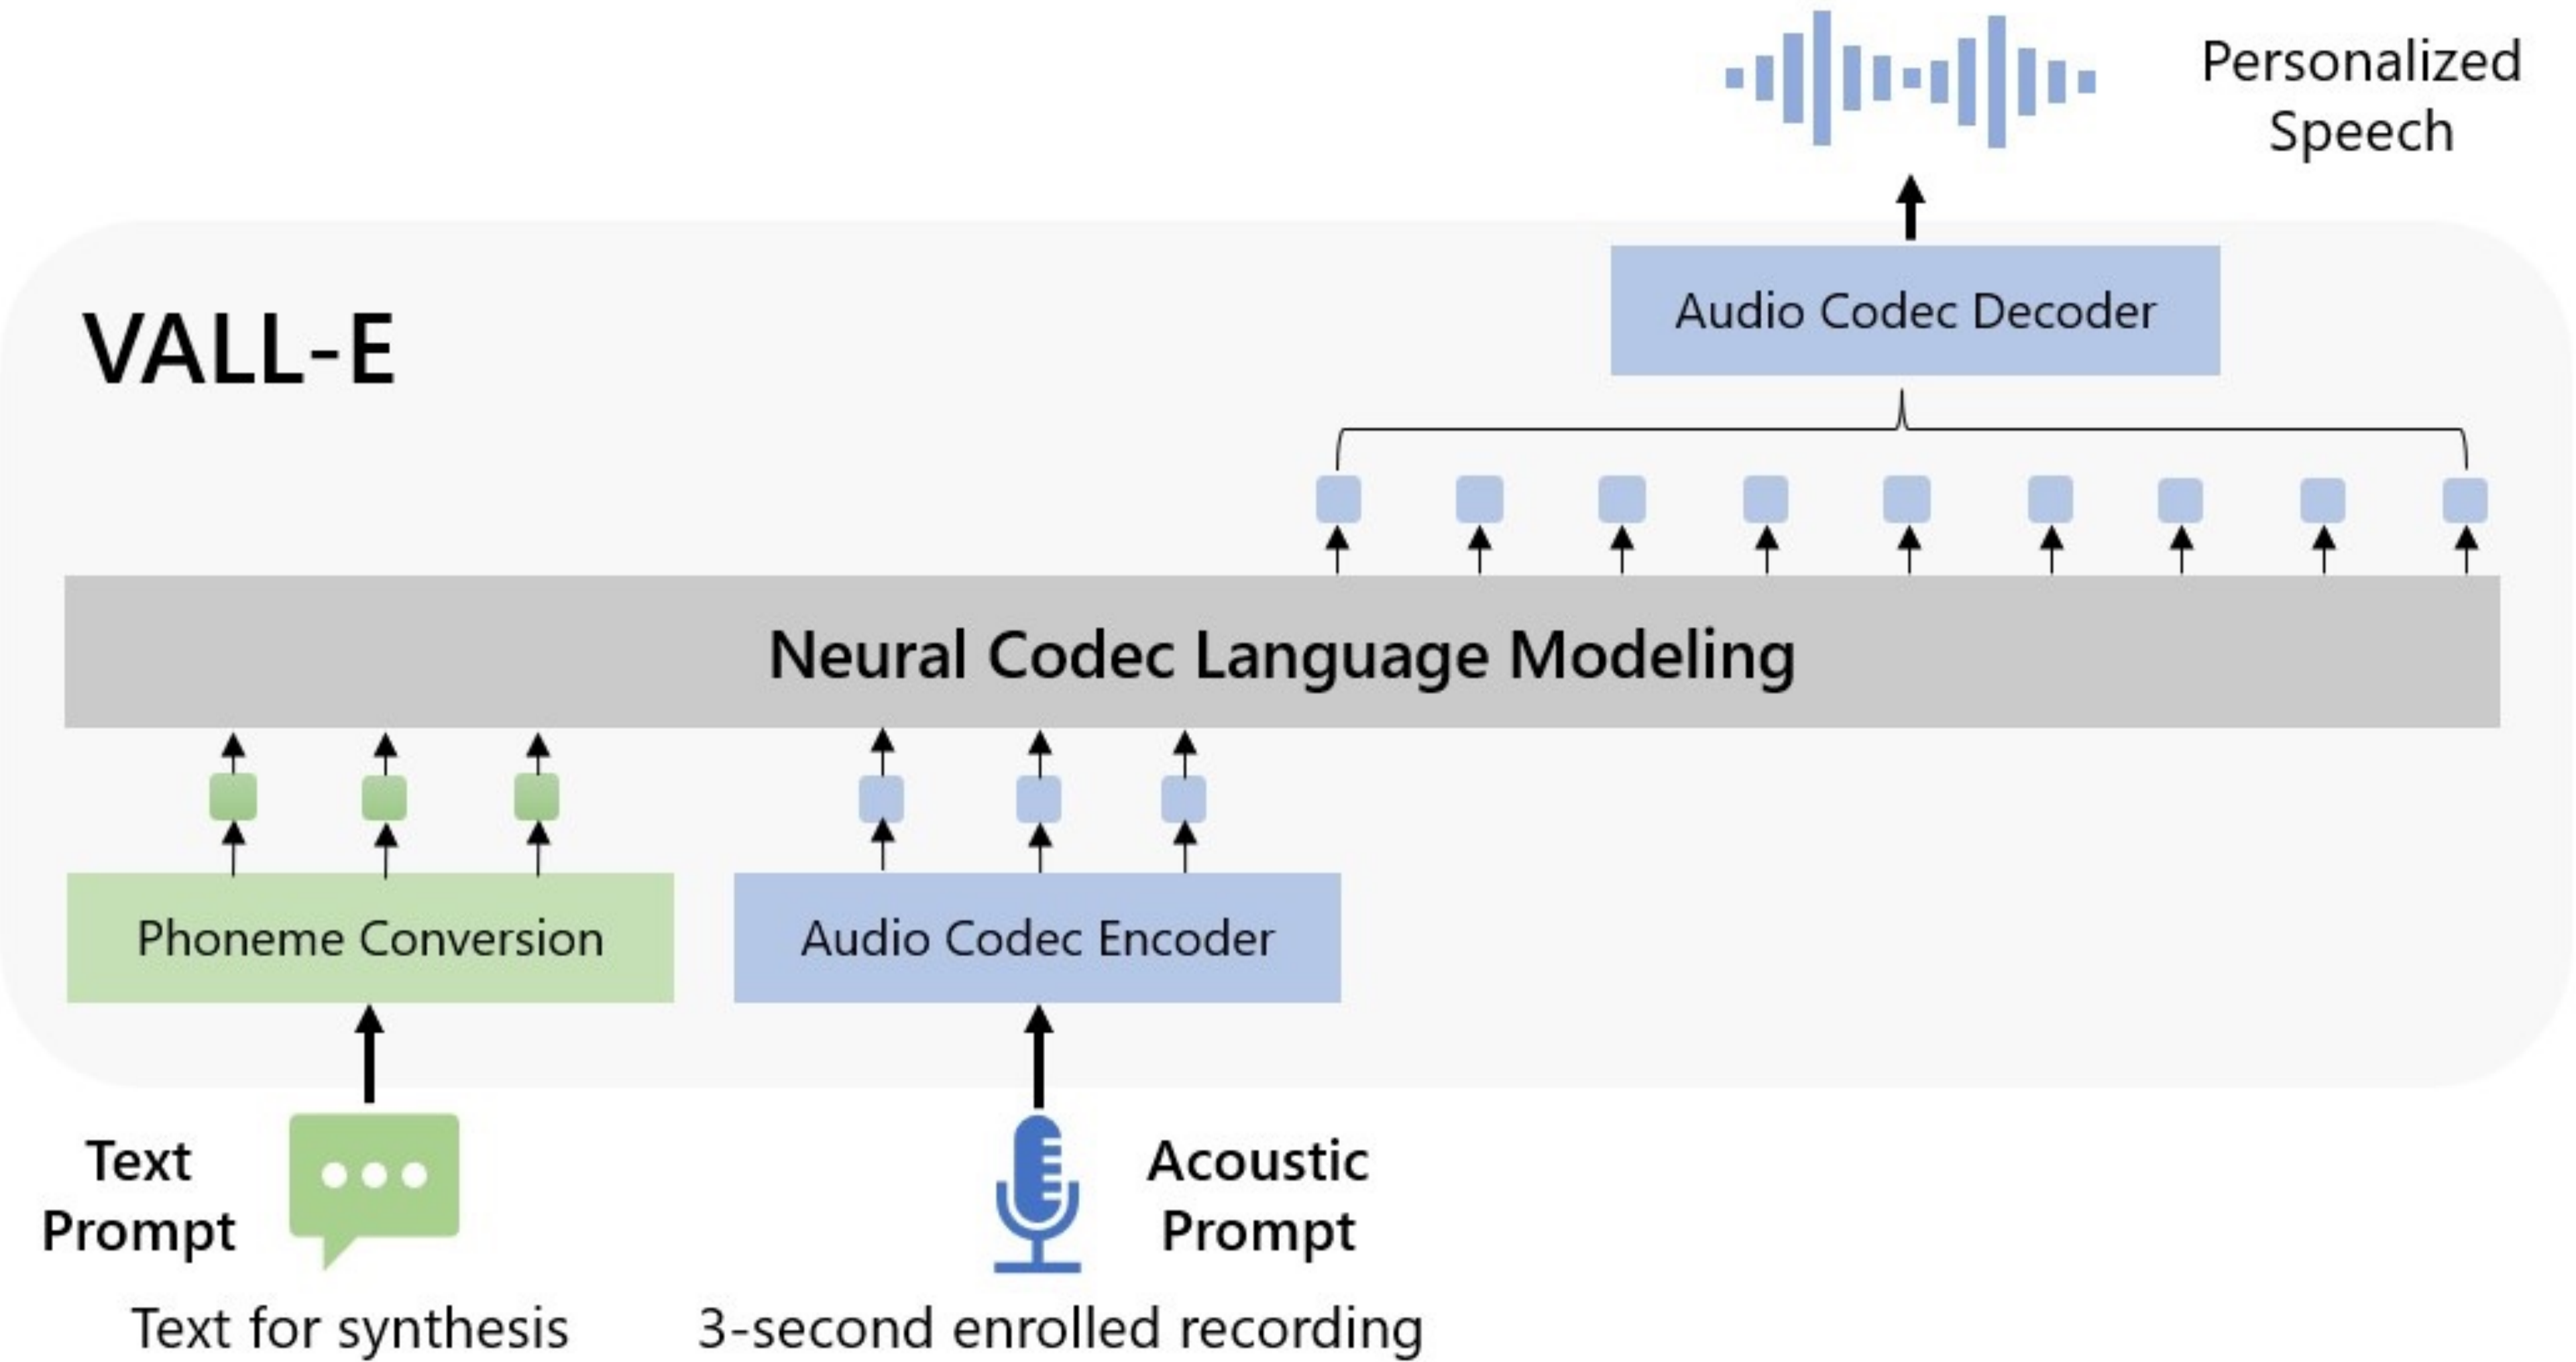 Personalized
Speech
Audio Codec Decoder
VALL-E
Neural Codec Language Modeling
Phoneme Conversion
Audio Codec Encoder
Text
Prompt
Acoustic
Prompt
Text for synthesis
3-second enrolled recording